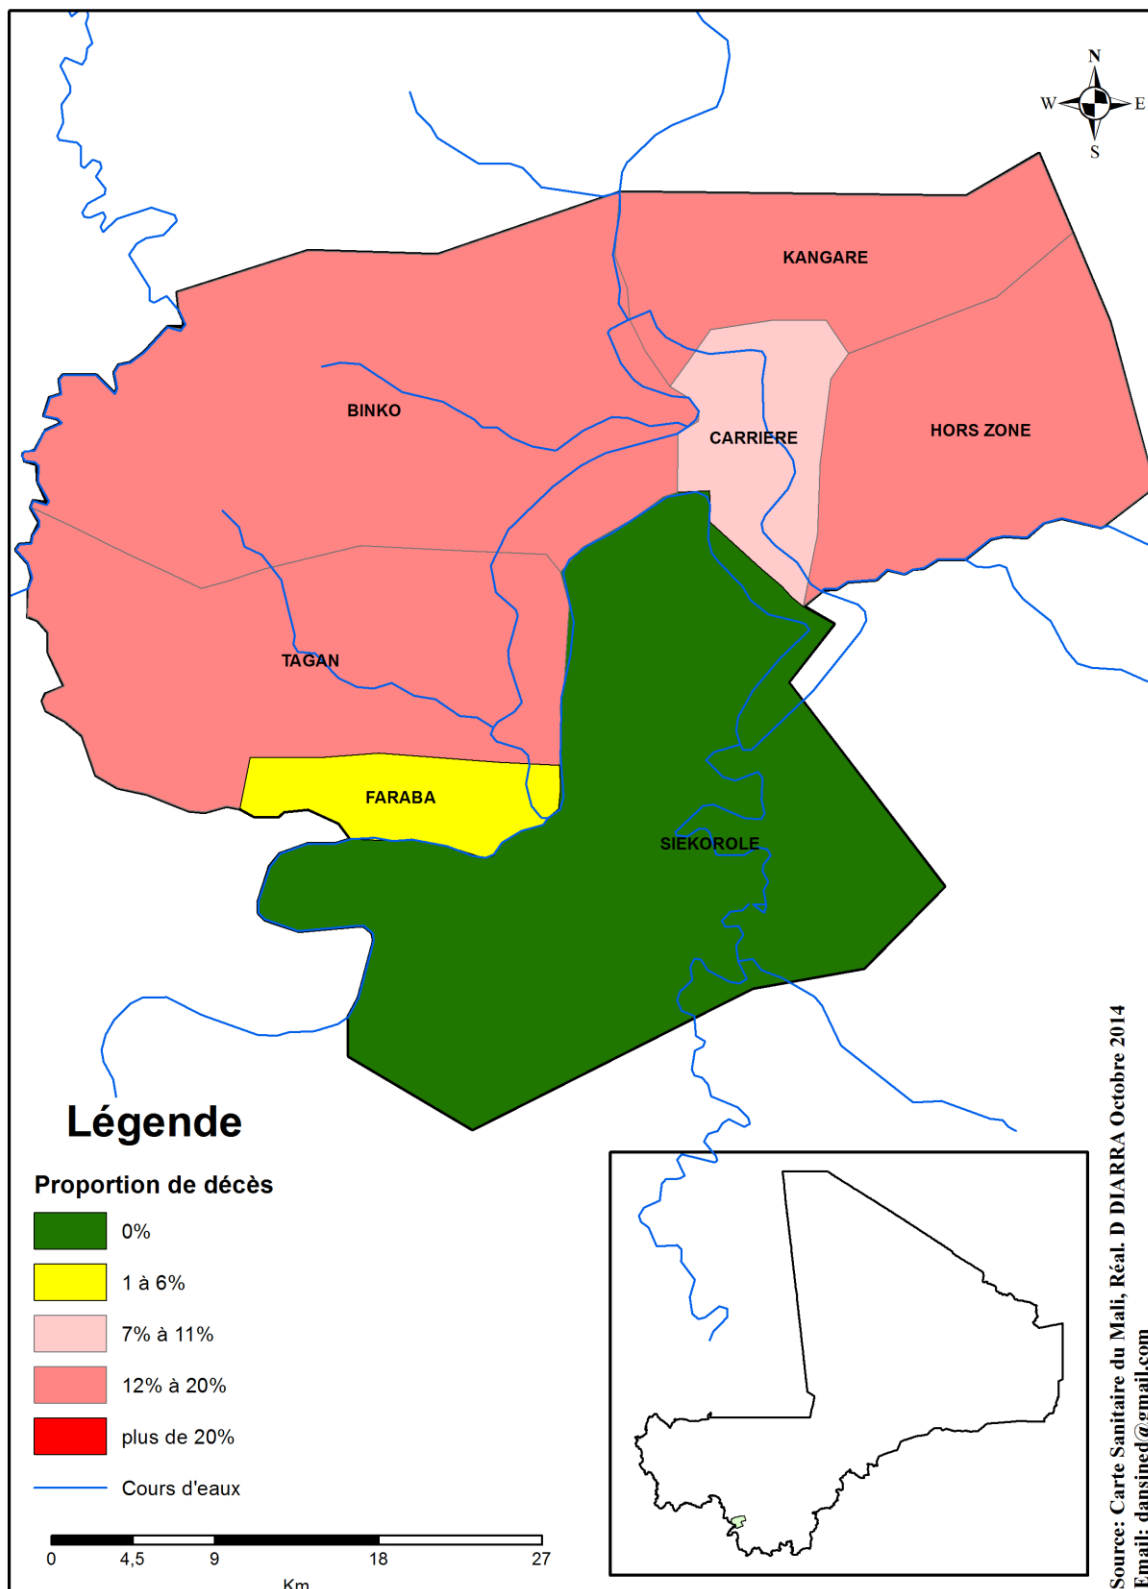 N
W E
S
KANGARE
BINKO
CARRIERE
HORS ZONE
TAGAN
FARABA
SIEKOROLE
Légende
Proportion de décès
0%
1 à 6%
7% à 11%
12% à 20%
plus de 20%
Cours d'eaux
0 4,5 9 18 27
Km
Source: Carte Sanitaire du Mali, Réal. D DIARRA Octobre 2014
Email: dansined@gmail.com